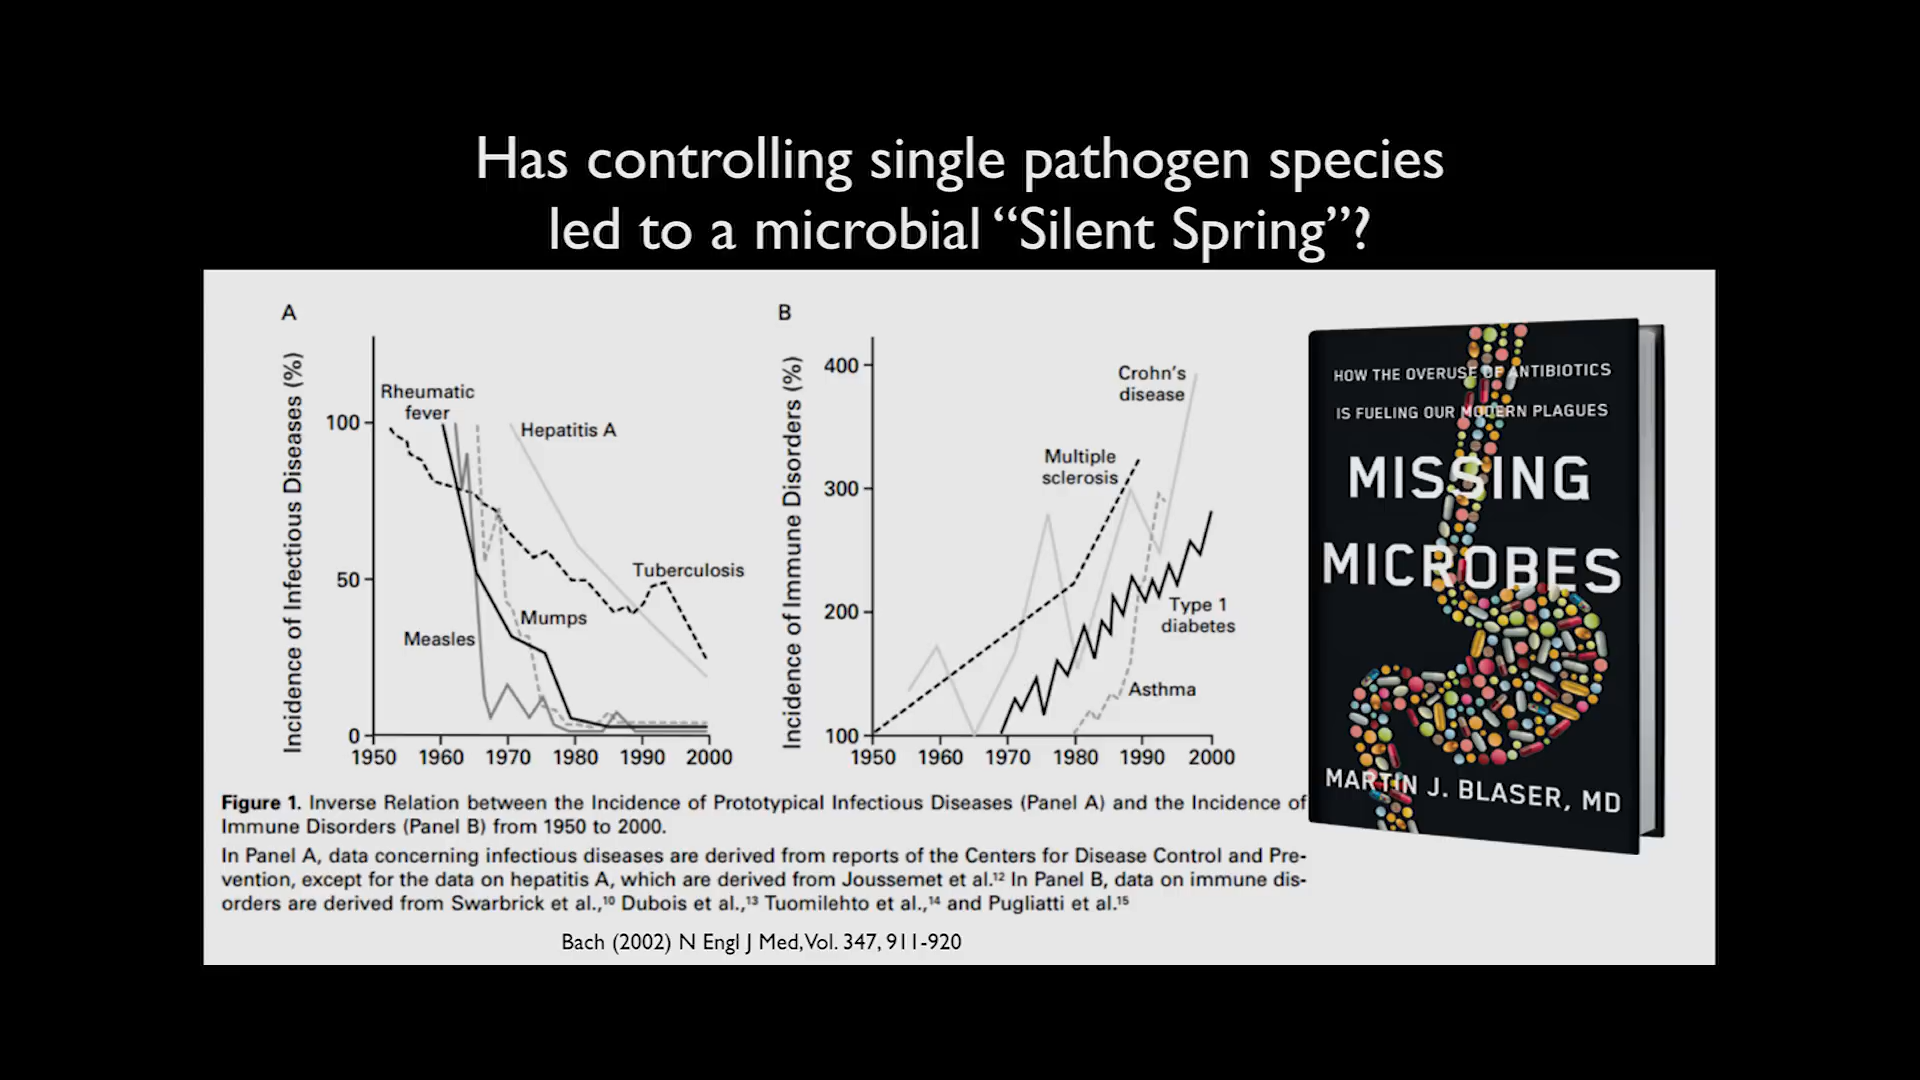 Has controlling single pathogen species
led to a microbial “Silent Spring”?
A
Incidence of Infectious Diseases (%)
100
50
0
1950 1960 1970 1980 1990 2000
Rheumatic
fever
Hepatitis A
Tuberculosis
Mumps
Measles
B
Incidence of Immune Disorders (%)
400
300
200
100
1950 1960 1970 1980 1990 2000
Crohn’s
disease
Multiple
sclerosis
Type 1
diabetes
Asthma
HOW THE OVERUSE OF ANTIBIOTICS
IS FUELING OUR MODERN PLAGUES
MISSING
MICROBES
MARTIN J. BLASER, MD
Figure 1. Inverse Relation between the Incidence of Prototypical Infectious Diseases (Panel A) and the Incidence of
Immune Disorders (Panel B) from 1950 to 2000.
In Panel A, data concerning infectious diseases are derived from reports of the Centers for Disease Control and Pre-
vention, except for the data on hepatitis A, which are derived from Joussemet et al.¹² In Panel B, data on immune dis-
orders are derived from Swarbrick et al.,¹⁰ Dubois et al.,¹³ Tuomilehto et al.,¹⁴ and Pugliatti et al.¹⁵
Bach (2002) N Engl J Med, Vol. 347, 911-920